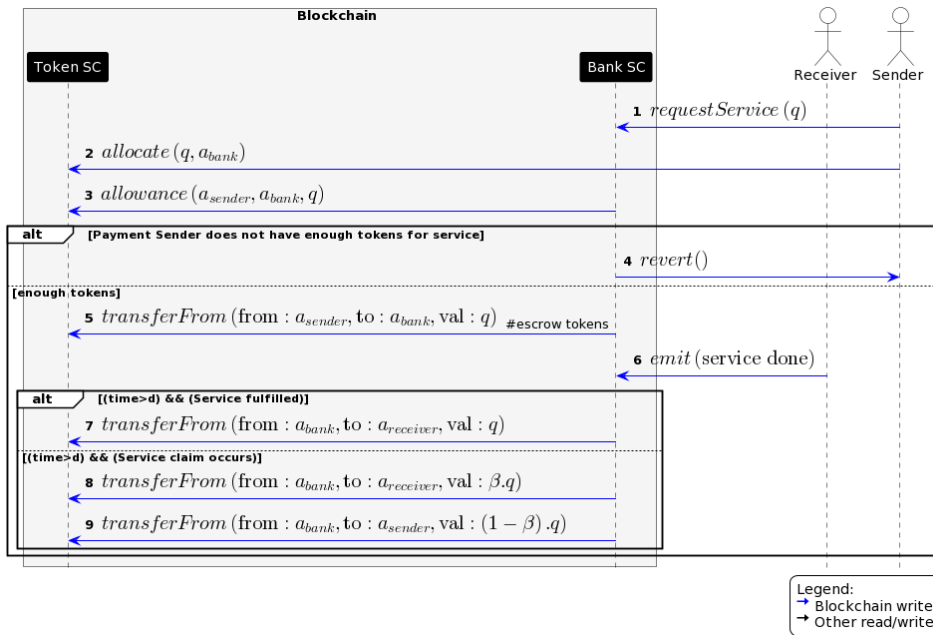 Blockchain
Token SC
Bank SC
Receiver
Sender
1 requestService (q)
2 allocate (q, a_bank)
3 allowance (a_sender, a_bank, q)
alt [Payment Sender does not have enough tokens for service]
4 revert()
[enough tokens]
5 transferFrom (from : a_sender, to : a_bank, val : q) #escrow tokens
6 emit (service done)
alt [(time>d) && (Service fulfilled)]
7 transferFrom (from : a_bank, to : a_receiver, val : q)
[(time>d) && (Service claim occurs)]
8 transferFrom (from : a_bank, to : a_receiver, val : β.q)
9 transferFrom (from : a_bank, to : a_sender, val : (1 − β) .q)
Legend:
→ Blockchain write
→ Other read/write